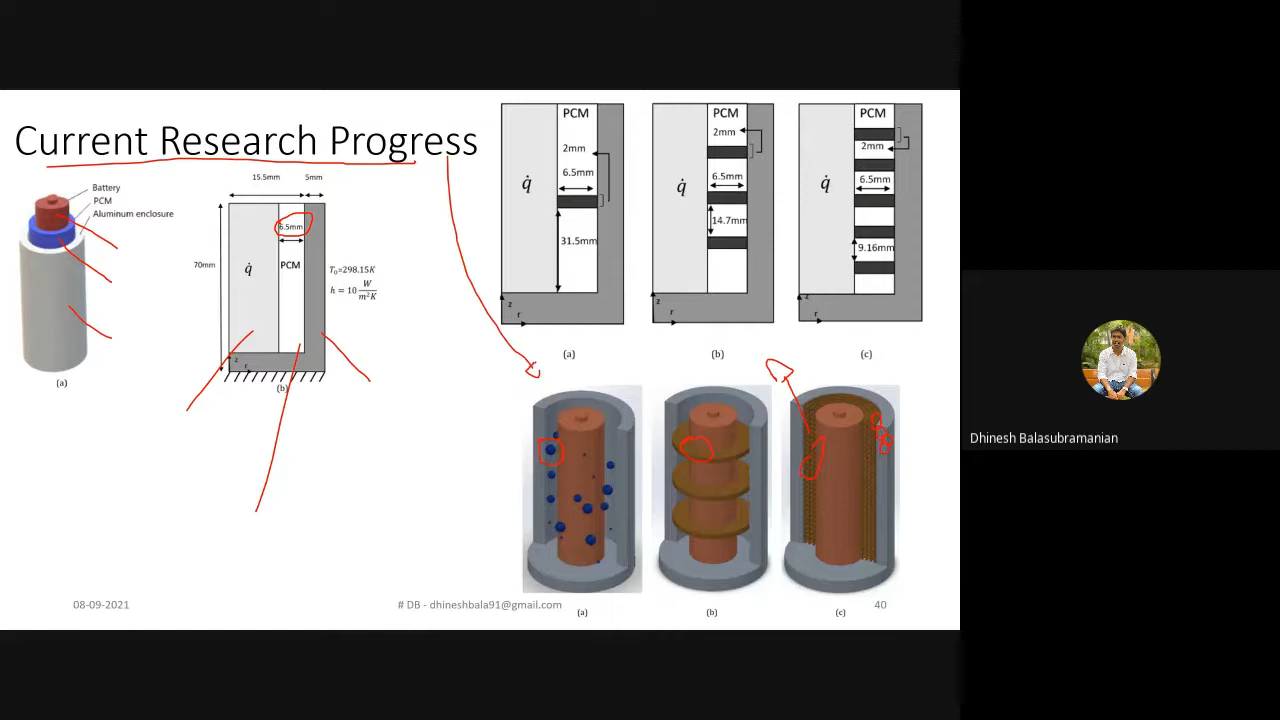 Current Research Progress
Battery
PCM
Aluminum enclosure
(a)
15.5mm
5mm
6.5mm
70mm
q̇
PCM
T₀=298.15K
h = 10 W/m²K
z
r
(b)
PCM
2mm
6.5mm
q̇
31.5mm
z
r
(a)
PCM
2mm
6.5mm
q̇
14.7mm
z
r
(b)
PCM
2mm
6.5mm
q̇
9.16mm
z
r
(c)
(a)
(b)
(c)
08-09-2021
# DB - dhineshbala91@gmail.com
40
Dhinesh Balasubramanian